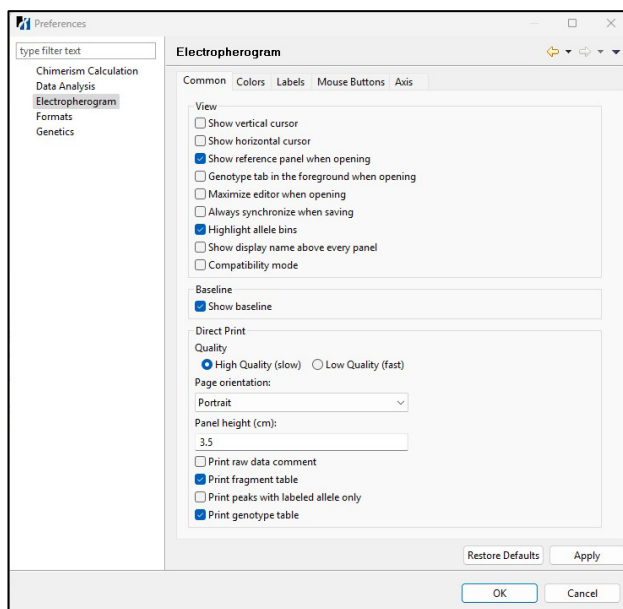 Preferences
type filter text
Chimerism Calculation
Data Analysis
Electropherogram
Formats
Genetics
Electropherogram
Common Colors Labels Mouse Buttons Axis
View
Show vertical cursor
Show horizontal cursor
Show reference panel when opening
Genotype tab in the foreground when opening
Maximize editor when opening
Always synchronize when saving
Highlight allele bins
Show display name above every panel
Compatibility mode
Baseline
Show baseline
Direct Print
Quality
High Quality (slow) Low Quality (fast)
Page orientation:
Portrait
Panel height (cm):
3.5
Print raw data comment
Print fragment table
Print peaks with labeled allele only
Print genotype table
Restore Defaults Apply
OK Cancel